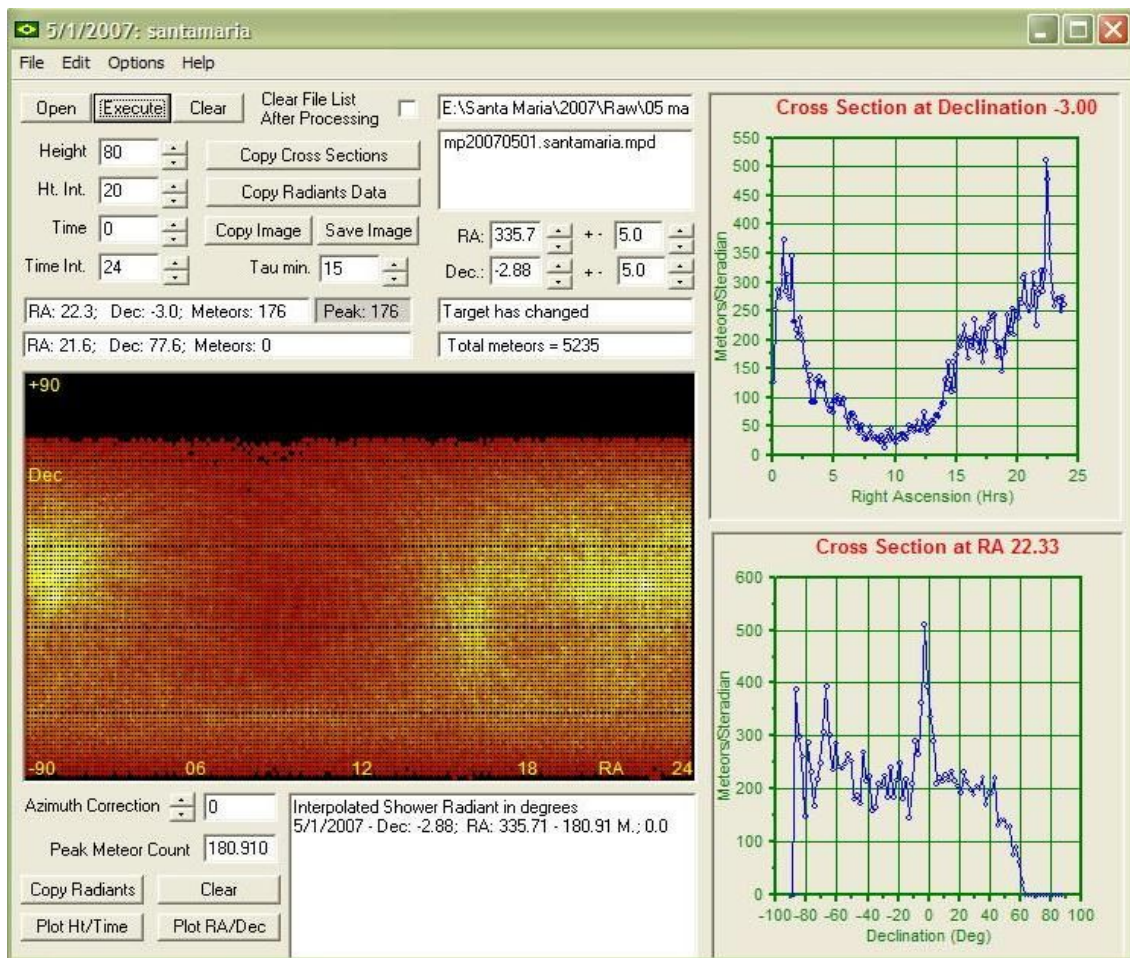 5/1/2007: santamaria
File Edit Options Help
Open Execute Clear
Clear File List
After Processing
E:\Santa Maria\2007\Raw\05 ma
Height 80
Copy Cross Sections
mp20070501.santamaria.mpd
Ht. Int. 20
Copy Radiants Data
Time 0
Copy Image Save Image
RA: 335.7 + - 5.0
Time Int. 24
Tau min. 15
Dec.: -2.88 + - 5.0
RA: 22.3; Dec: -3.0; Meteors: 176 Peak: 176
Target has changed
RA: 21.6; Dec: 77.6; Meteors: 0
Total meteors = 5235
+90
Dec
-90 06 12 18 RA 24
Azimuth Correction 0
Peak Meteor Count 180.910
Copy Radiants Clear
Plot Ht/Time Plot RA/Dec
Interpolated Shower Radiant in degrees
5/1/2007 - Dec: -2.88; RA: 335.71 - 180.91 M.; 0.0
Cross Section at Declination -3.00
Meteors/Steradian
550
500
450
400
350
300
250
200
150
100
50
0
0 5 10 15 20 25
Right Ascension (Hrs)
Cross Section at RA 22.33
Meteors/Steradian
600
500
400
300
200
100
0
-100 -80 -60 -40 -20 0 20 40 60 80 100
Declination (Deg)